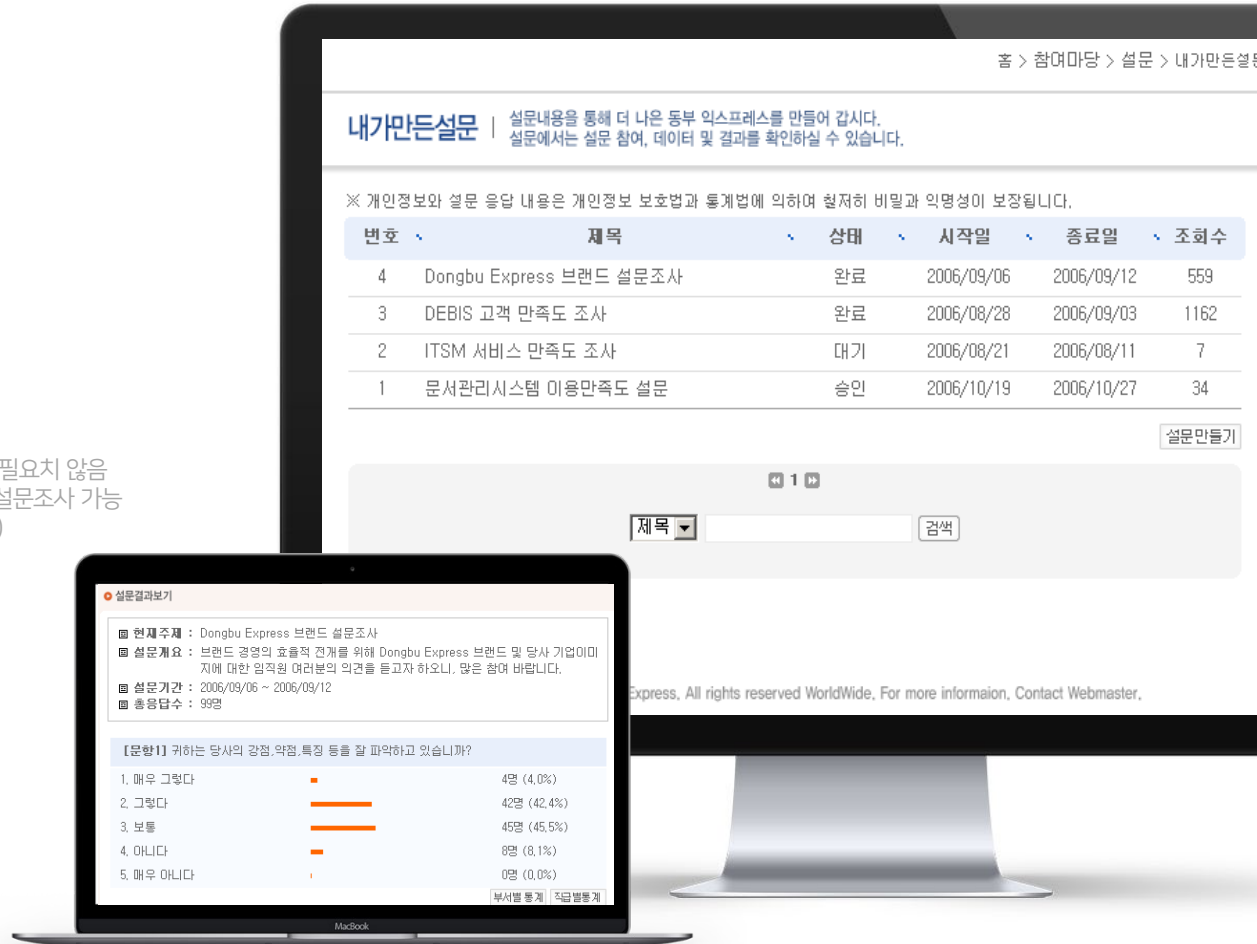 홈 > 참여마당 > 설문 > 내가만든설문
내가만든설문 | 설문내용을 통해 더 나은 동부 익스프레스를 만들어 갑시다.
설문에서는 설문 참여, 데이터 및 결과를 확인하실 수 있습니다.
※ 개인정보와 설문 응답 내용은 개인정보 보호법과 통계법에 의하여 철저히 비밀과 익명성이 보장됩니다.
번호 제목 상태 시작일 종료일 조회수
4 Dongbu Express 브랜드 설문조사 완료 2006/09/06 2006/09/12 559
3 DEBIS 고객 만족도 조사 완료 2006/08/28 2006/09/03 1162
2 ITSM 서비스 만족도 조사 대기 2006/08/21 2006/08/11 7
1 문서관리시스템 이용만족도 설문 승인 2006/10/19 2006/10/27 34
설문만들기
1
제목 검색
Express, All rights reserved WorldWide, For more informaion, Contact Webmaster,
필요치 않음
설문조사 가능
)
설문결과보기
현재주제 : Dongbu Express 브랜드 설문조사
설문개요 : 브랜드 경영의 효율적 전개를 위해 Dongbu Express 브랜드 및 당사 기업이미
지에 대한 임직원 여러분의 의견을 듣고자 하오니, 많은 참여 바랍니다.
설문기간 : 2006/09/06 ~ 2006/09/12
총응답수 : 99명
[문항1] 귀하는 당사의 강점,약점,특징 등을 잘 파악하고 있습니까?
1. 매우 그렇다 4명 (4.0%)
2. 그렇다 42명 (42.4%)
3. 보통 45명 (45.5%)
4. 아니다 8명 (8.1%)
5. 매우 아니다 0명 (0.0%)
부서별 통계 직급별통계
MacBook